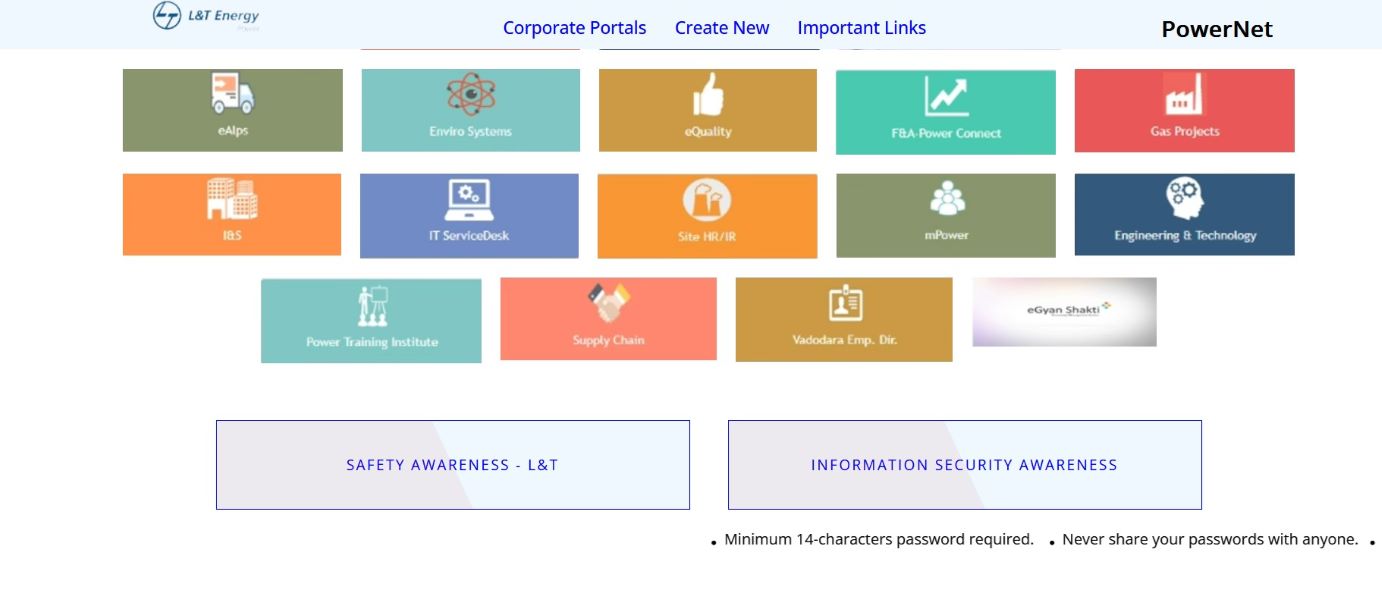 L&T Energy
Power
Corporate Portals Create New Important Links
PowerNet
eAlps
Enviro Systems
eQuality
F&A-Power Connect
Gas Projects
I&S
IT ServiceDesk
Site HR/IR
mPower
Engineering & Technology
Power Training Institute
Supply Chain
Vadodara Emp. Dir.
eGyan Shakti
SAFETY AWARENESS - L&T
INFORMATION SECURITY AWARENESS
• Minimum 14-characters password required. • Never share your passwords with anyone. •